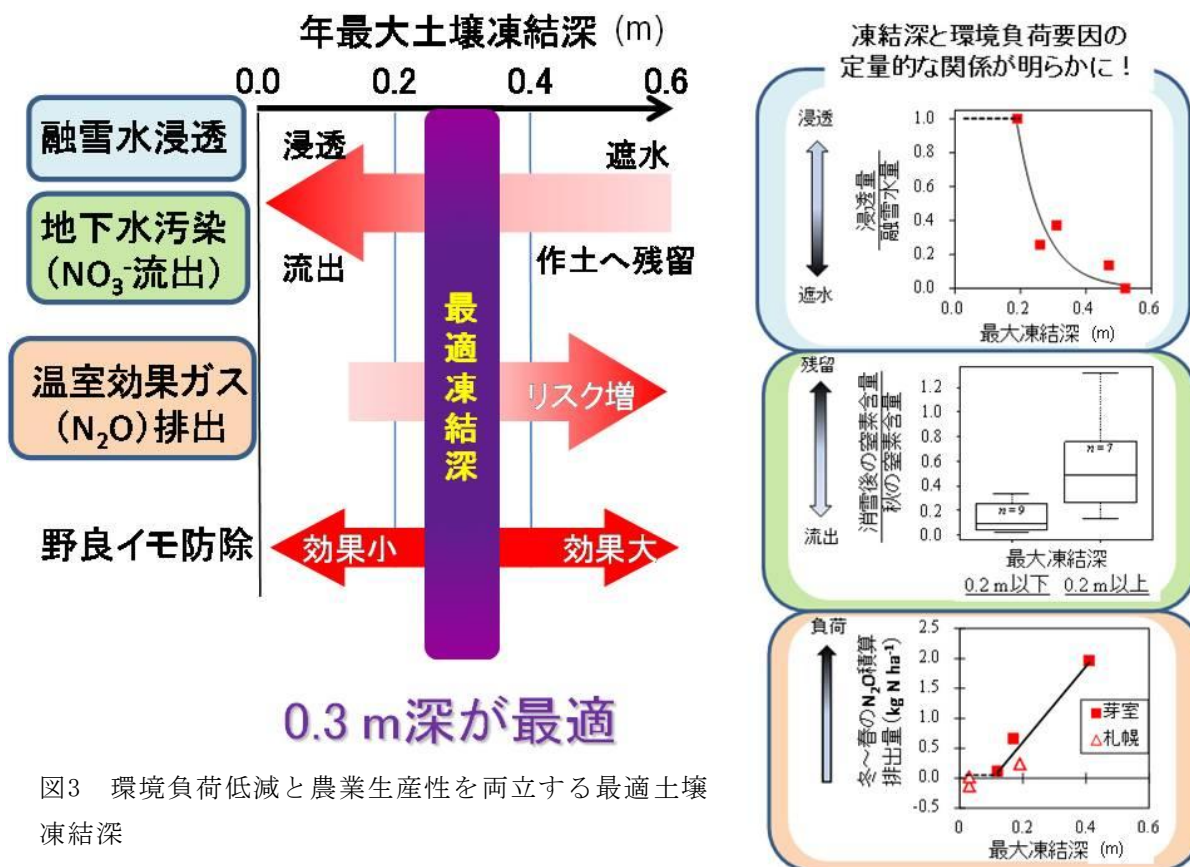 年最大土壌凍結深 (m)
0.0 0.2 0.4 0.6
融雪水浸透
浸透
遮水
地下水汚染
(NO₃⁻流出)
流出
作土へ残留
温室効果ガス
(N₂O)排出
リスク増
最適凍結深
野良イモ防除
効果小
効果大
0.3 m深が最適
図3 環境負荷低減と農業生産性を両立する最適土壌
凍結深
凍結深と環境負荷要因の
定量的な関係が明らかに!
浸透
遮水
浸透量
融雪水量
1.0
0.8
0.6
0.4
0.2
0.0
0.0 0.2 0.4 0.6
最大凍結深 (m)
残留
流出
消雪後の窒素含量
秋の窒素含量
1.2
1.0
0.8
0.6
0.4
0.2
0.0
n=9
n=7
最大凍結深
0.2 m以下 0.2 m以上
負荷
冬～春のN₂O積算
排出量 (kg N ha⁻¹)
2.5
2.0
1.5
1.0
0.5
0.0
-0.5
芽室
札幌
0 0.2 0.4 0.6
最大凍結深 (m)